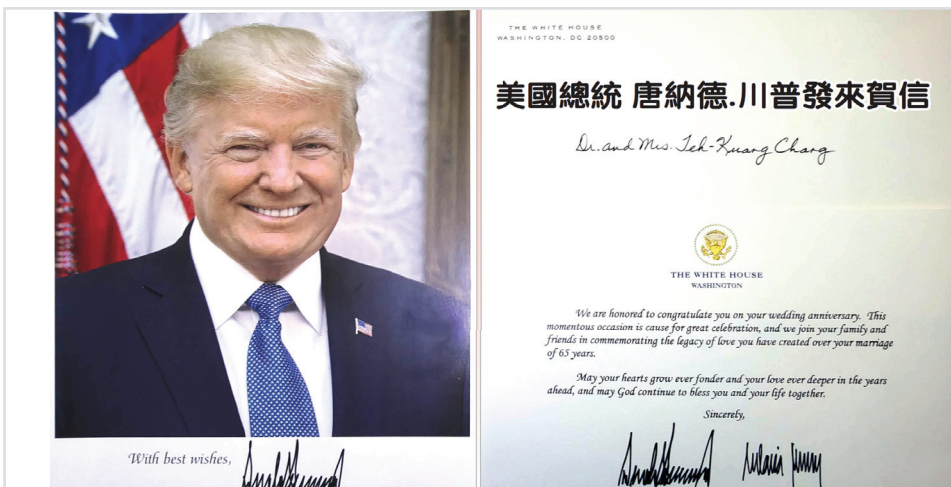 With best wishes,
THE WHITE HOUSE
WASHINGTON, DC 20500
美國總統 唐納德.川普發來賀信
Dr. and Mrs. Teh-Kuang Chang
THE WHITE HOUSE
WASHINGTON
We are honored to congratulate you on your wedding anniversary. This
momentous occasion is cause for great celebration, and we join your family and
friends in commemorating the legacy of love you have created over your marriage
of 65 years.
May your hearts grow ever fonder and your love ever deeper in the years
ahead, and may God continue to bless you and your life together.
Sincerely,